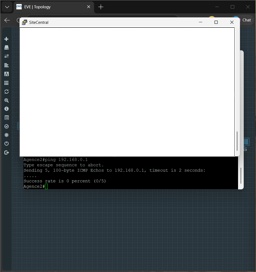 EVE | Topology
Chat
SiteCentral
Agence2#ping 192.168.0.1
Type escape sequence to abort.
Sending 5, 100-byte ICMP Echos to 192.168.0.1, timeout is 2 seconds:
.....
Success rate is 0 percent (0/5)
Agence2#